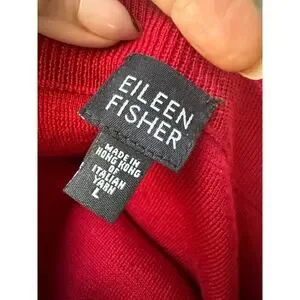 EILEEN
FISHER
MADE IN
HONG KONG
OF
ITALIAN
YARN
L